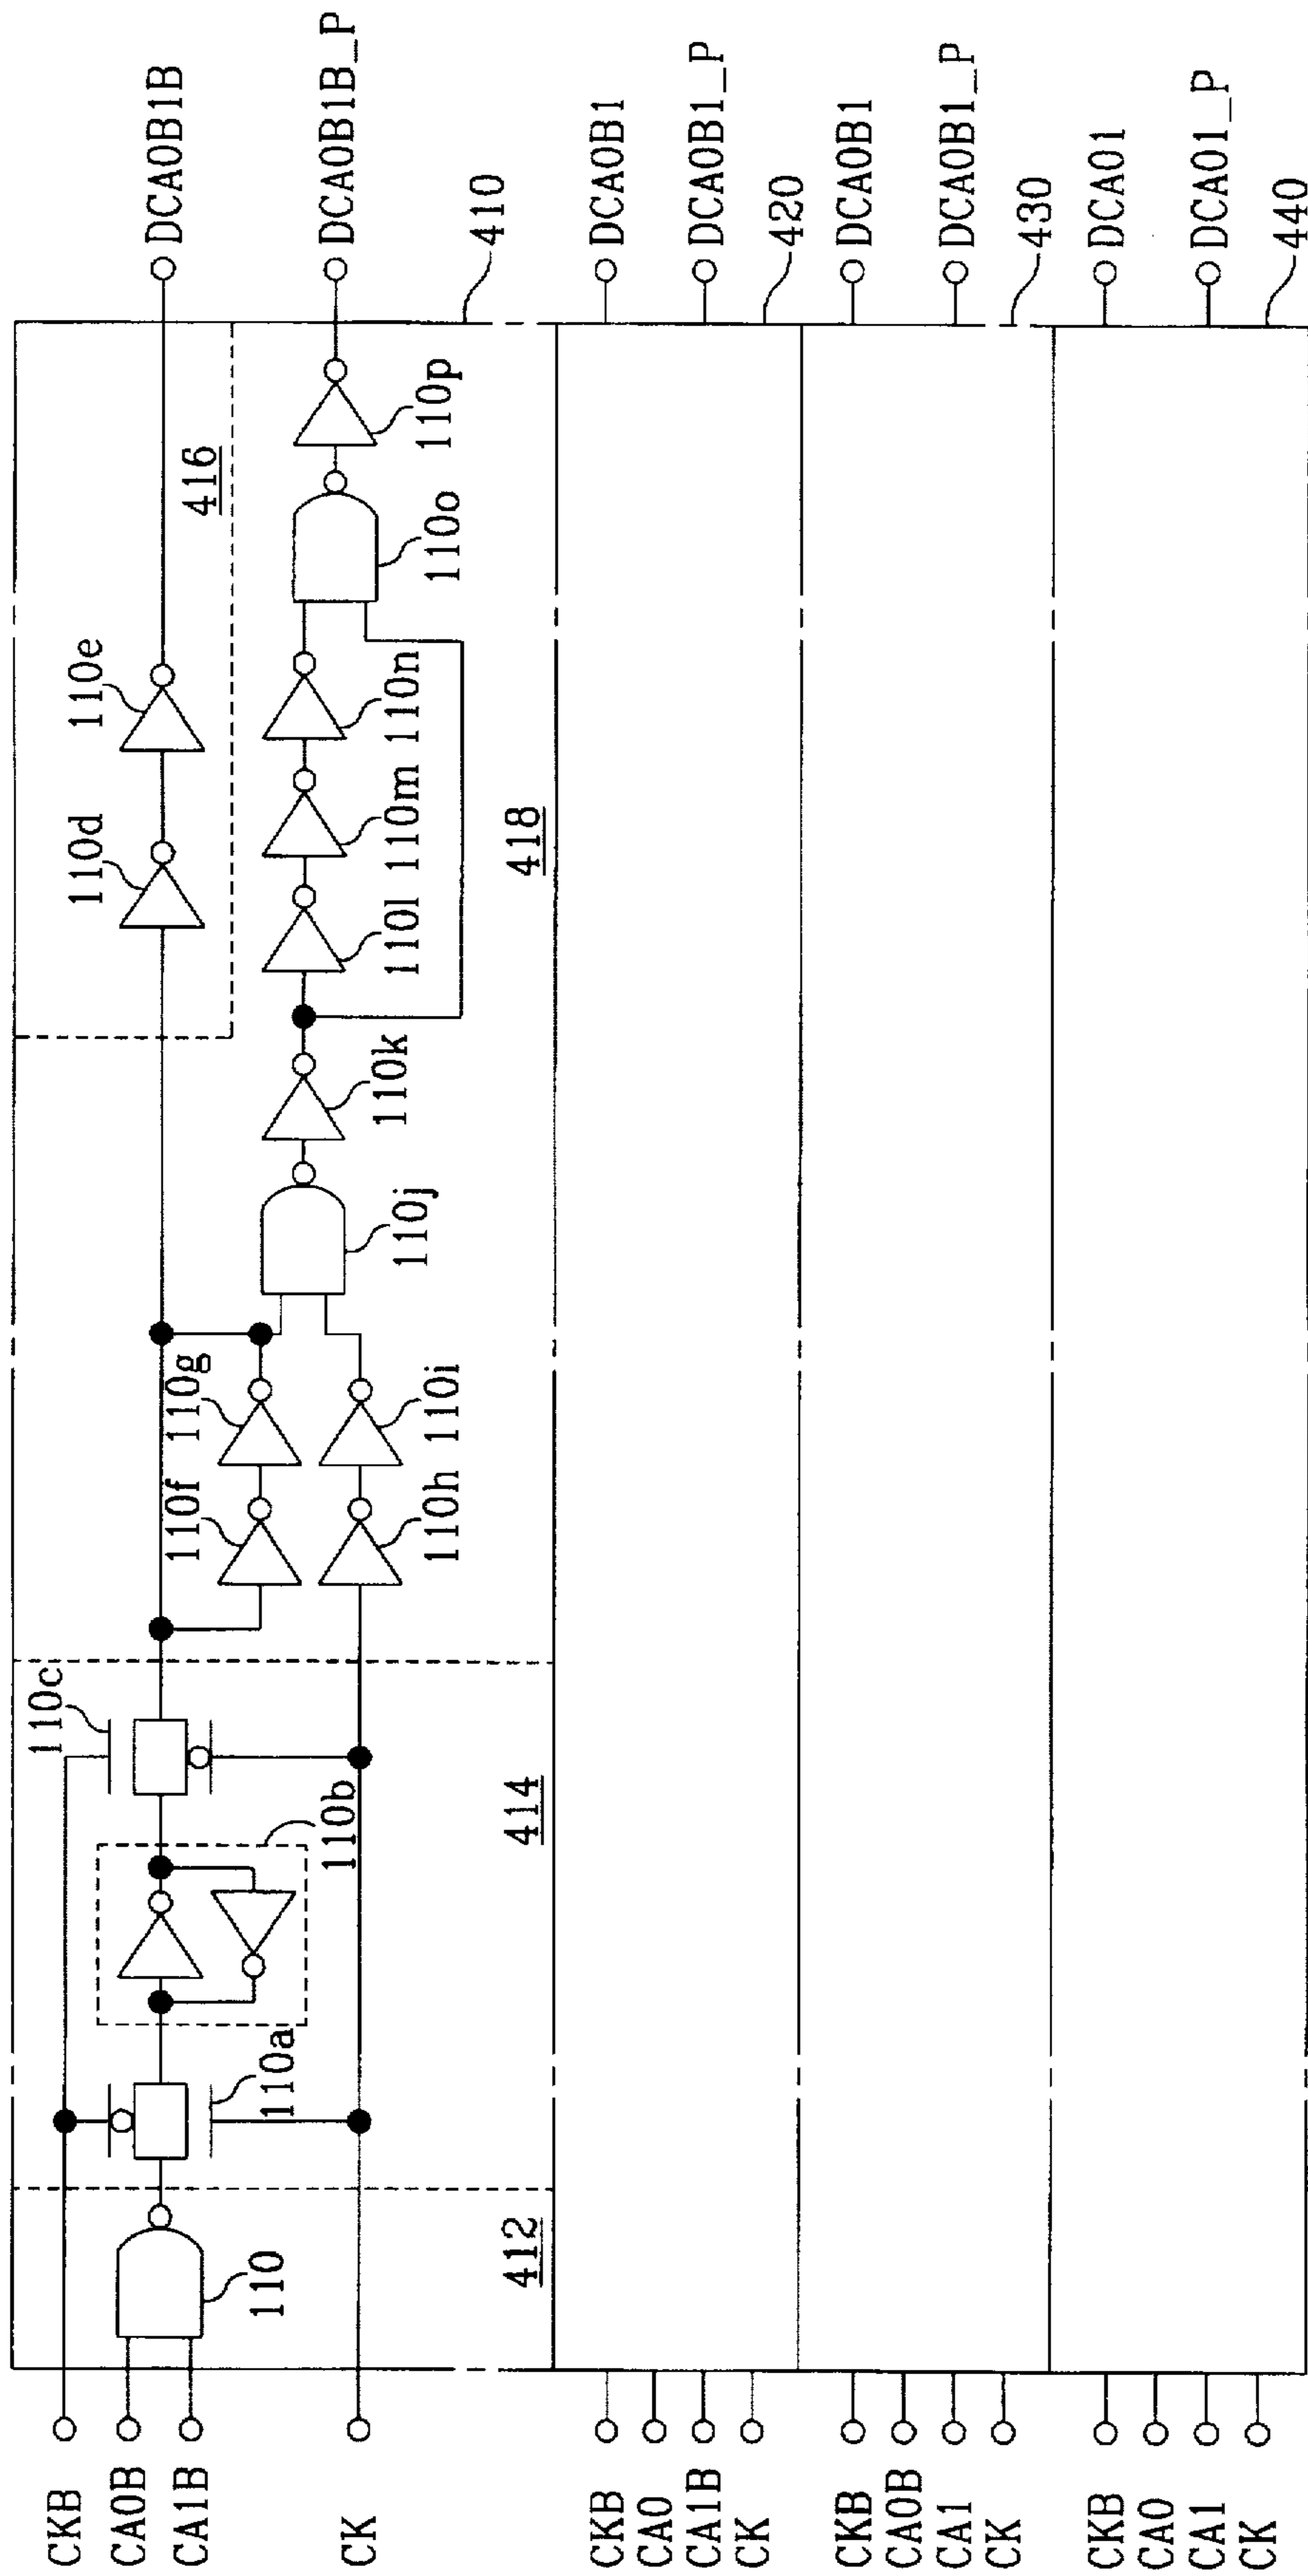 CKB
CA0B
CA1B
CK
110
412
110a
110b
110c
414
110f
110g
110h
110i
110j
110k
110l
110m
110n
110o
110p
418
110d
110e
416
DCA0B1B
DCA0B1B_P
410
CKB
CA0
CA1B
CK
DCA0B1
DCA0B1_P
420
CKB
CA0B
CA1
CK
DCA0B1
DCA0B1_P
430
CKB
CA0
CA1
CK
DCA01
DCA01_P
440